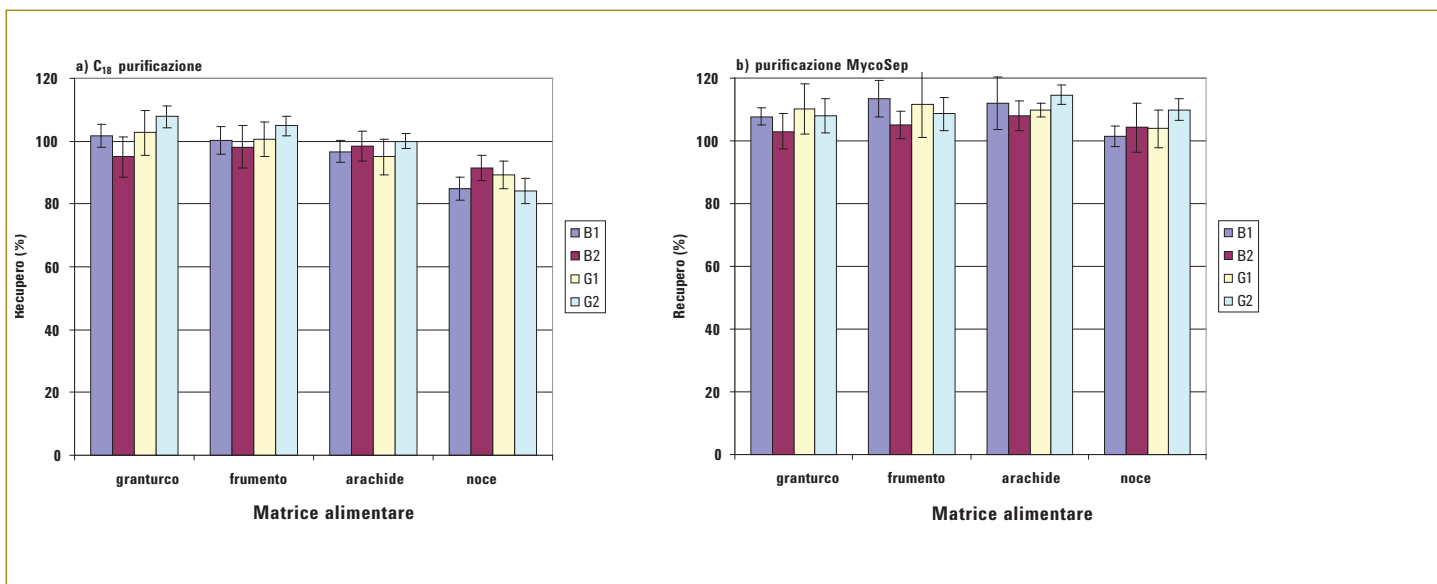 a) C18 purificazione
120
100
80
60
40
20
0
Recupero (%)
granturco frumento arachide noce
Matrice alimentare
B1
B2
G1
G2
b) purificazione MycoSep
120
100
80
60
40
20
0
Recupero (%)
granturco frumento arachide noce
Matrice alimentare
B1
B2
G1
G2